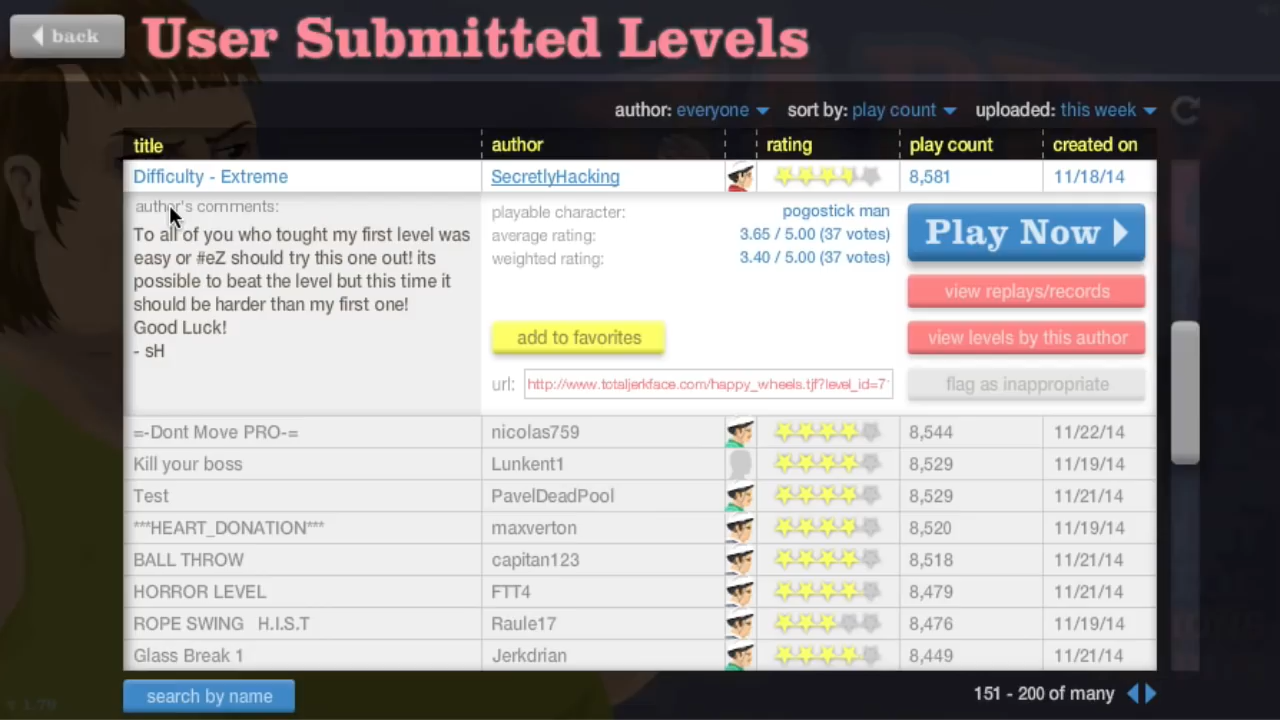 back
User Submitted Levels
author: everyone sort by: play count uploaded: this week
title author rating play count created on
Difficulty - Extreme SecretlyHacking 8,581 11/18/14
author's comments:
To all of you who tought my first level was
easy or #eZ should try this one out! its
possible to beat the level but this time it
should be harder than my first one!
Good Luck!
- sH
playable character: pogostick man
average rating: 3.65 / 5.00 (37 votes)
weighted rating: 3.40 / 5.00 (37 votes)
add to favorites
url: http://www.totaljerkface.com/happy_wheels.tjf?level_id=7
Play Now
view replays/records
view levels by this author
flag as inappropriate
=-Dont Move PRO-= nicolas759 8,544 11/22/14
Kill your boss Lunkent1 8,529 11/19/14
Test PavelDeadPool 8,529 11/21/14
***HEART_DONATION*** maxverton 8,520 11/19/14
BALL THROW capitan123 8,518 11/21/14
HORROR LEVEL FTT4 8,479 11/21/14
ROPE SWING H.I.S.T Raule17 8,476 11/19/14
Glass Break 1 Jerkdrian 8,449 11/21/14
search by name
151 - 200 of many